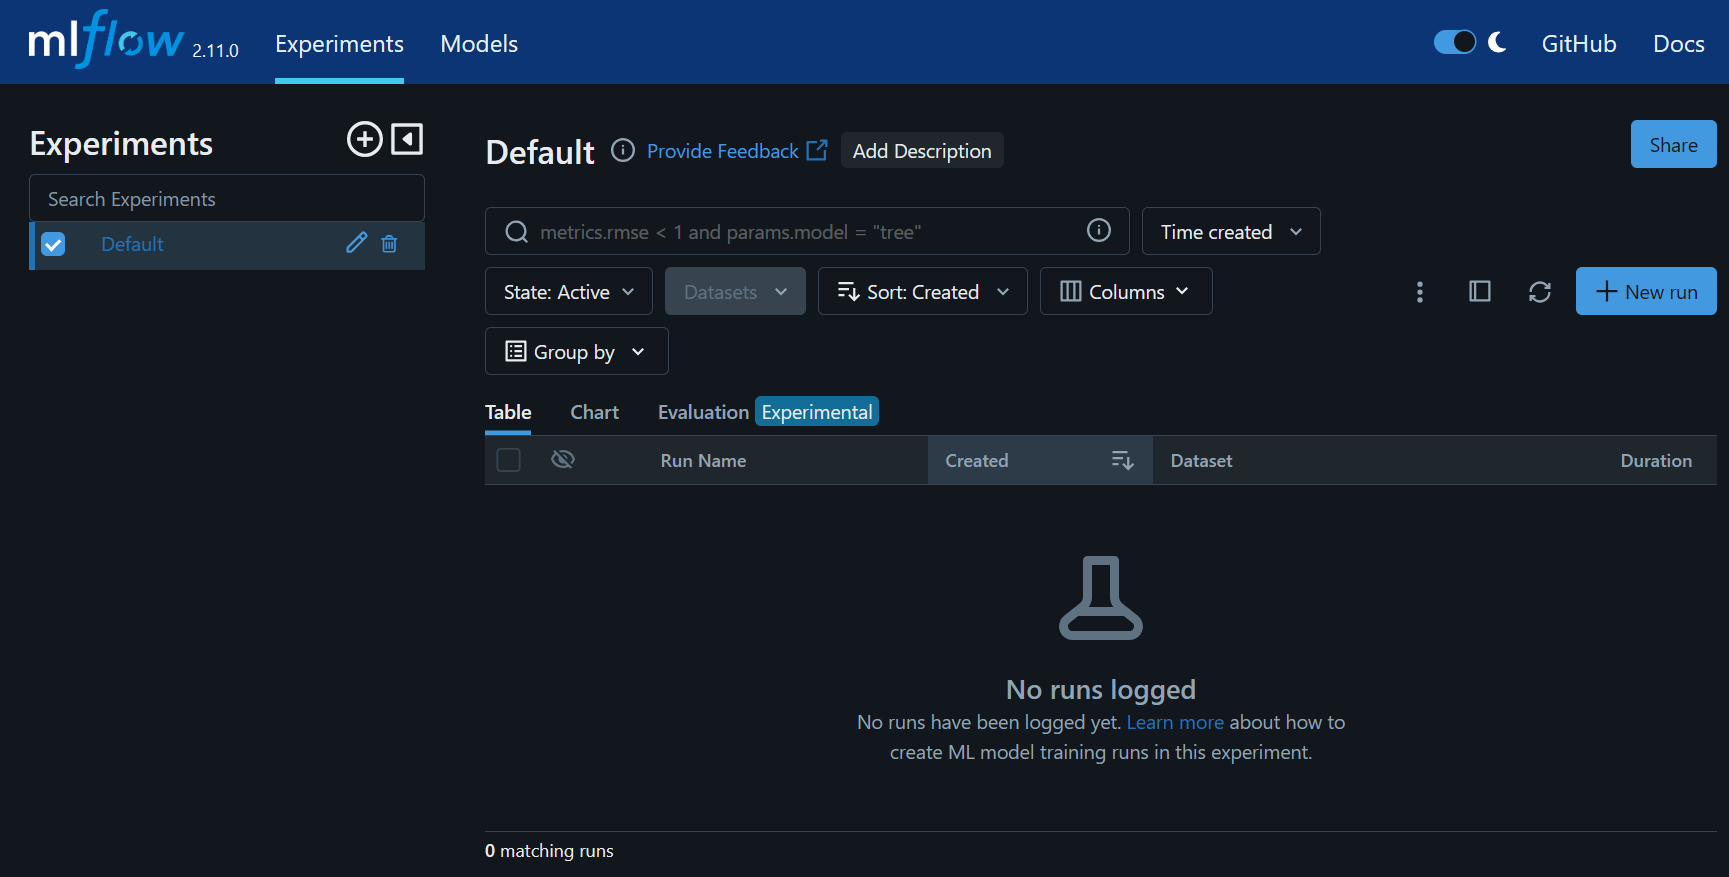 mlflow 2.11.0 Experiments Models GitHub Docs
Experiments
Search Experiments
Default
Default Provide Feedback Add Description Share
metrics.rmse < 1 and params.model = "tree" Time created
State: Active Datasets Sort: Created Columns New run
Group by
Table Chart Evaluation Experimental
Run Name Created Dataset Duration
No runs logged
No runs have been logged yet. Learn more about how to
create ML model training runs in this experiment.
0 matching runs